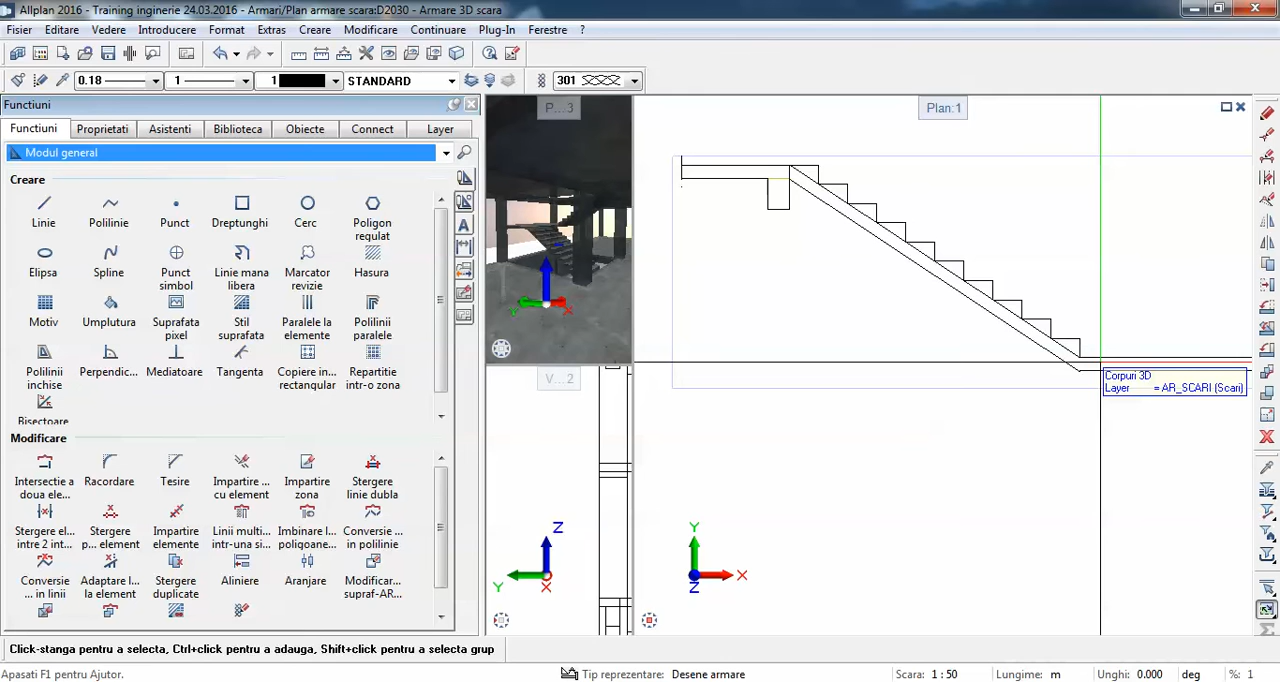 Allplan 2016 - Training inginerie 24.03.2016 - Armari/Plan armare scara:D2030 - Armare 3D scara
Fisier Editare Vedere Introducere Format Extras Creare Modificare Continuare Plug-In Ferestre ?
0.18 1 1 STANDARD 301
Functiuni
Functiuni Proprietati Asistenti Biblioteca Obiecte Connect Layer
Modul general
Creare
Linie Polilinie Punct Dreptunghi Cerc Poligon
regulat
Elipsa Spline Punct
simbol Linie mana
libera Marcator
revizie Hasura
Motiv Umplutura Suprafata
pixel Stil
suprafata Paralele la
elemente Polilinii
paralele
Polilinii
inchise Perpendic... Mediatoare Tangenta Copiere in...
rectangular Repartitie
intr-o zona
Bisectoare
Modificare
Intersectie a
doua ele... Racordare Tesire Impartire ...
cu element Impartire
zona Stergere
linie dubla
Stergere el...
intre 2 int... Stergere
p... element Impartire
elemente Linii multi...
intr-una si... Imbinare l...
poligoane... Conversie ...
in polilinie
Conversie
... in linii Adaptare l...
la element Stergere
duplicate Aliniere Aranjare Modificar...
supraf-AR...
P....3
V....2
Plan:1
Corpuri 3D
Layer = AR_SCARI (Scari)
Z
Y
X
Y
X
Z
Y
X
Click-stanga pentru a selecta, Ctrl+click pentru a adauga, Shift+click pentru a selecta grup
Apasati F1 pentru Ajutor. Tip reprezentare: Desene armare Scara: 1 : 50 Lungime: m Unghi: 0.000 deg %: 1